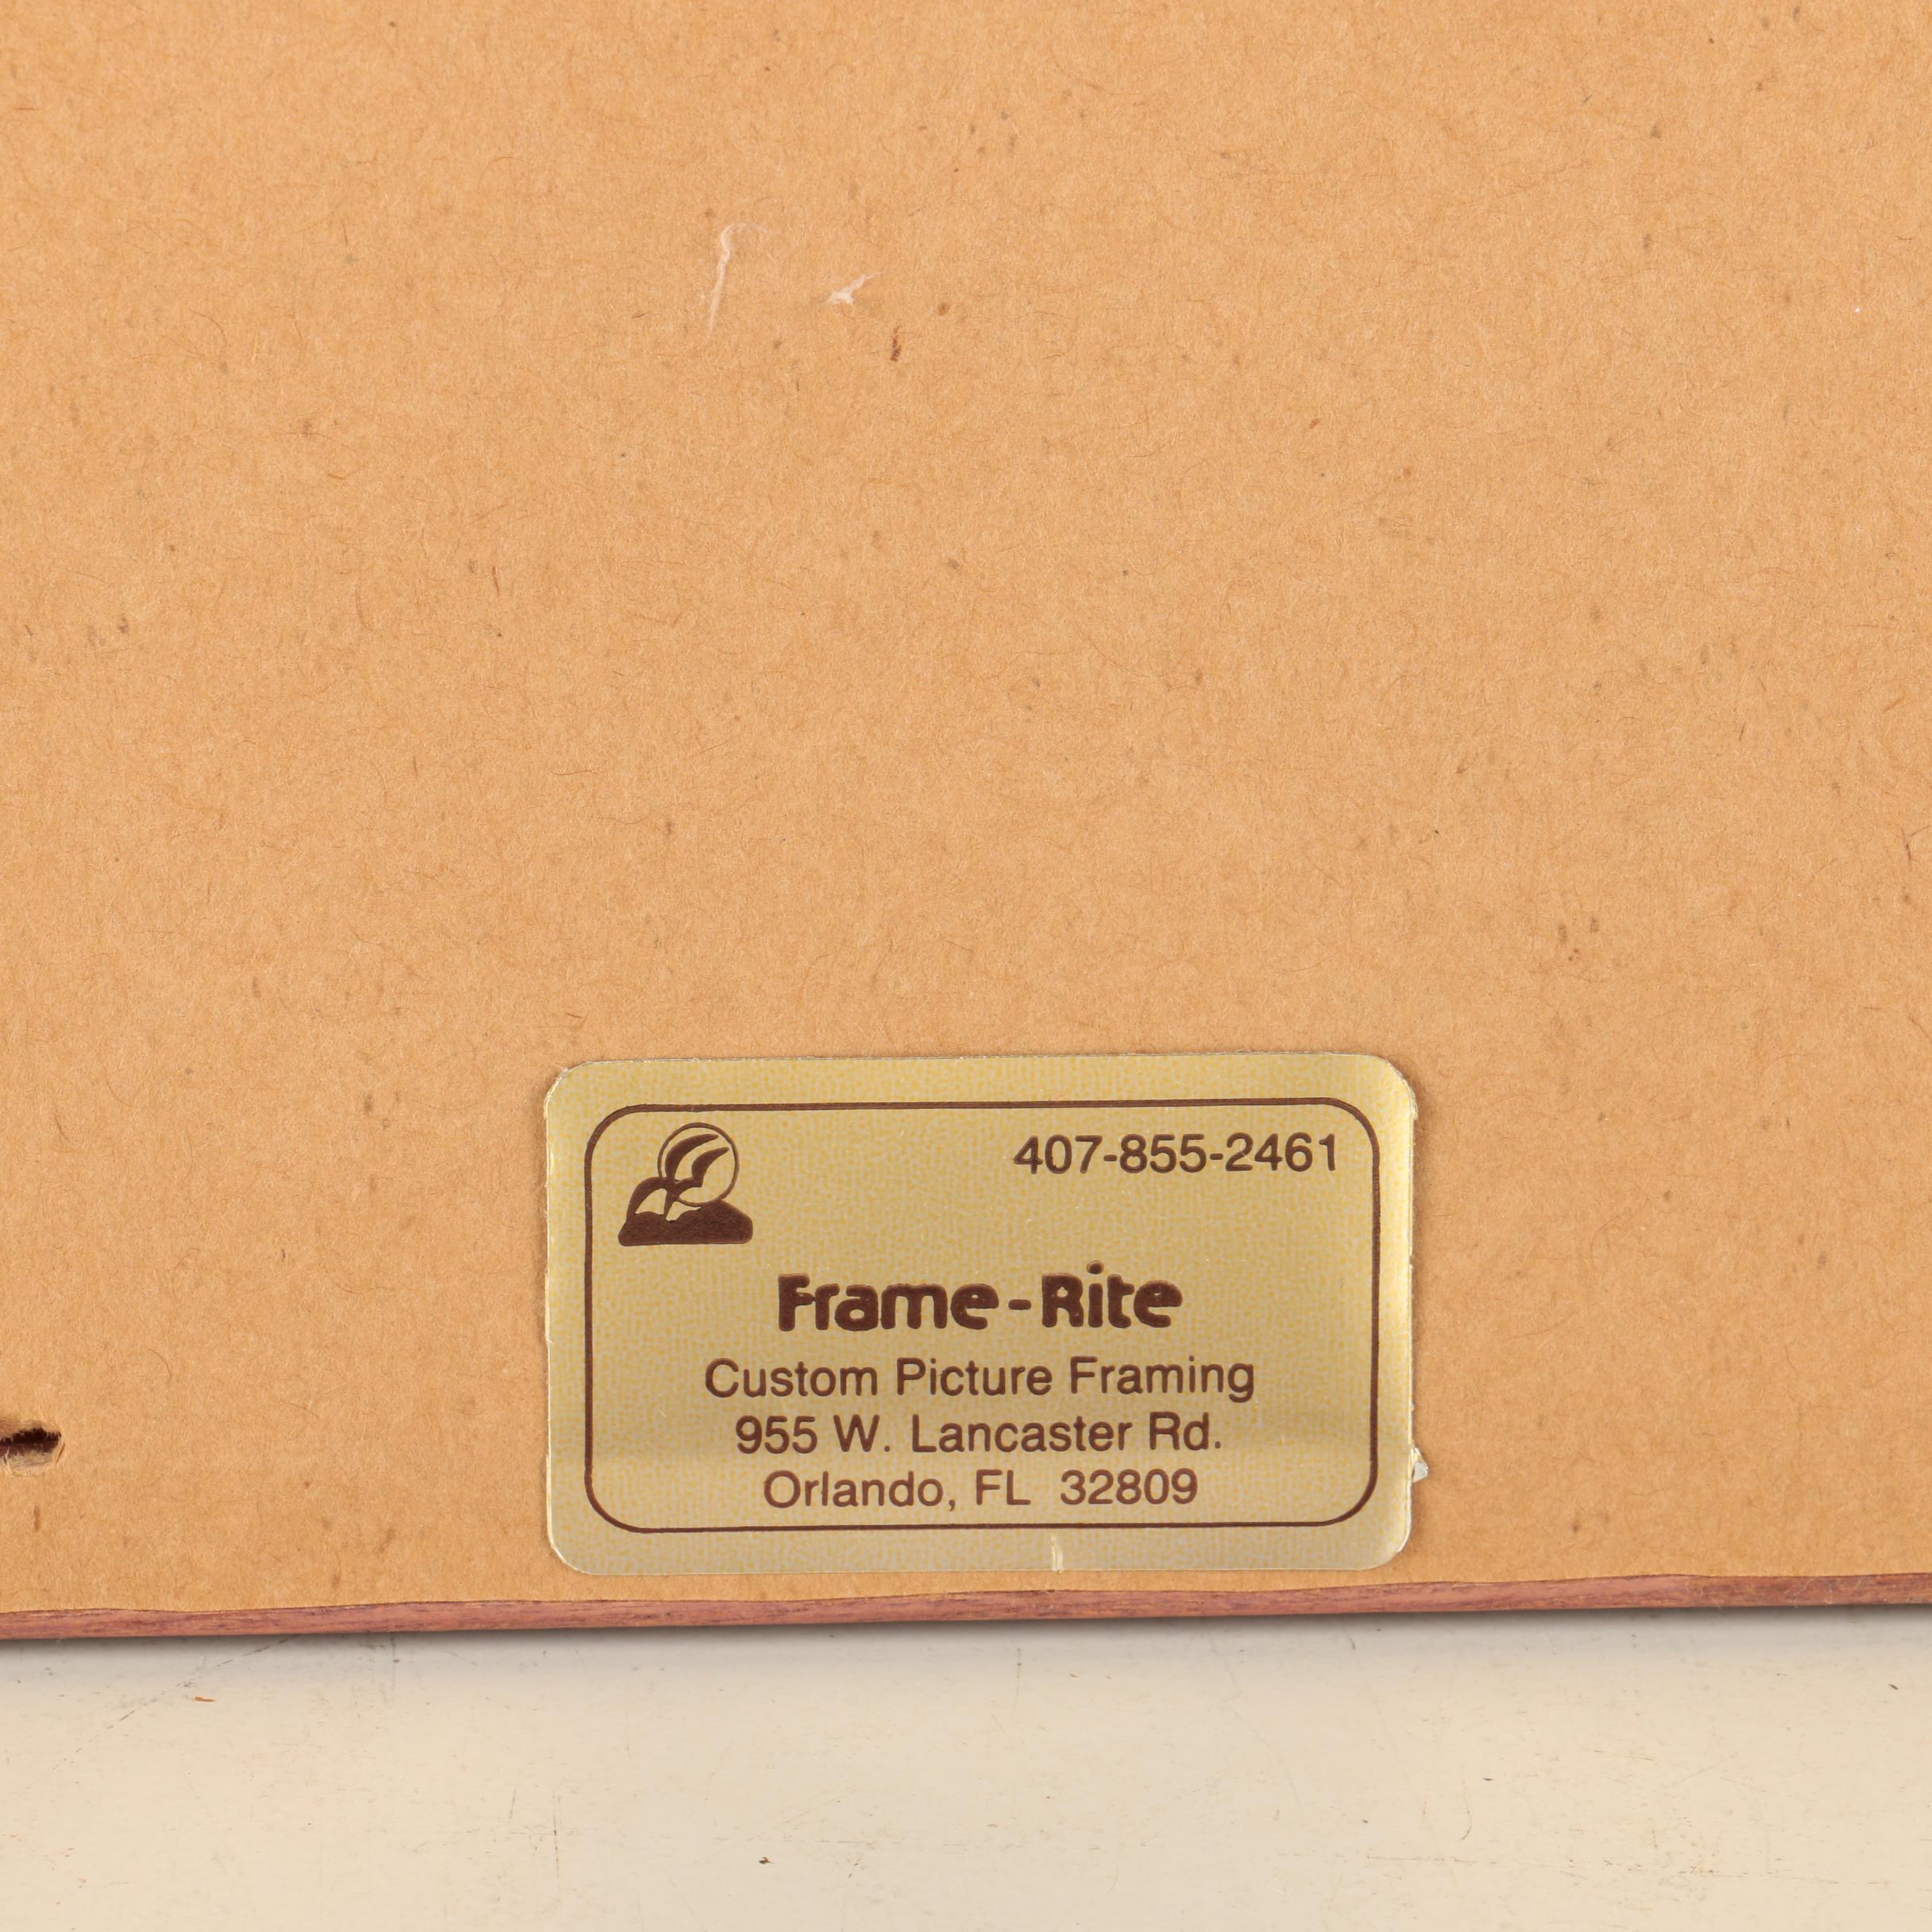 407-855-2461
Frame-Rite
Custom Picture Framing
955 W. Lancaster Rd.
Orlando, FL 32809